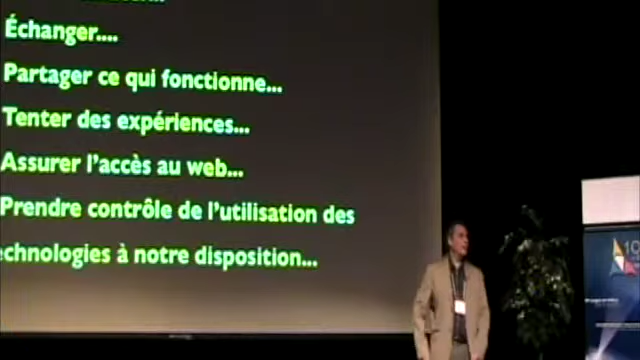 Échanger....
Partager ce qui fonctionne...
Tenter des expériences...
Assurer l'accès au web...
Prendre contrôle de l'utilisation des
echnologies à notre disposition...
10